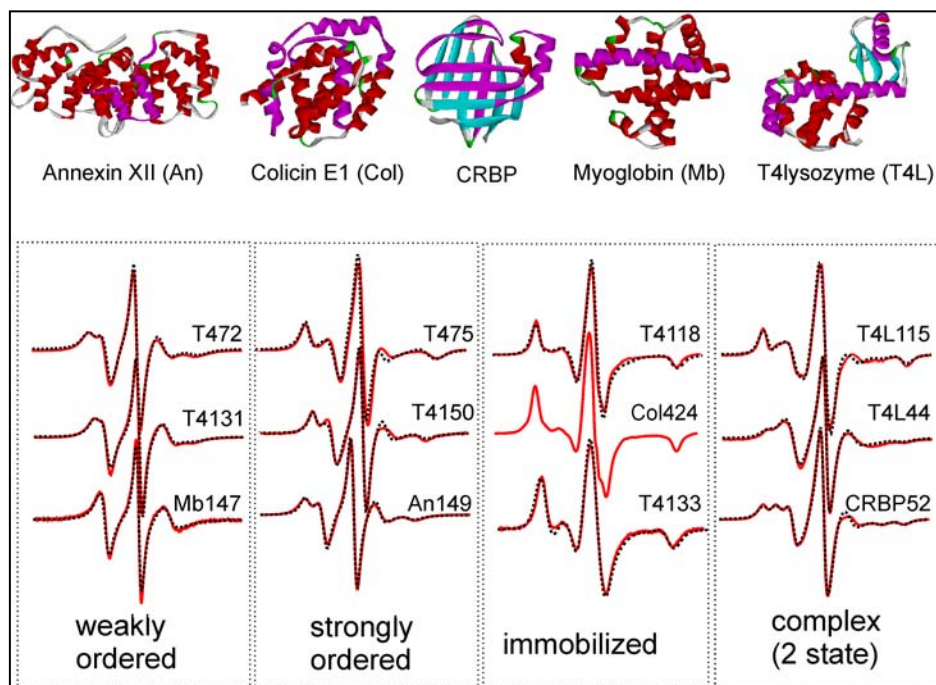 Annexin XII (An)
Colicin E1 (Col)
CRBP
Myoglobin (Mb)
T4lysozyme (T4L)
T472
T4131
Mb147
weakly
ordered
T475
T4150
An149
strongly
ordered
T4118
Col424
T4133
immobilized
T4L115
T4L44
CRBP52
complex
(2 state)